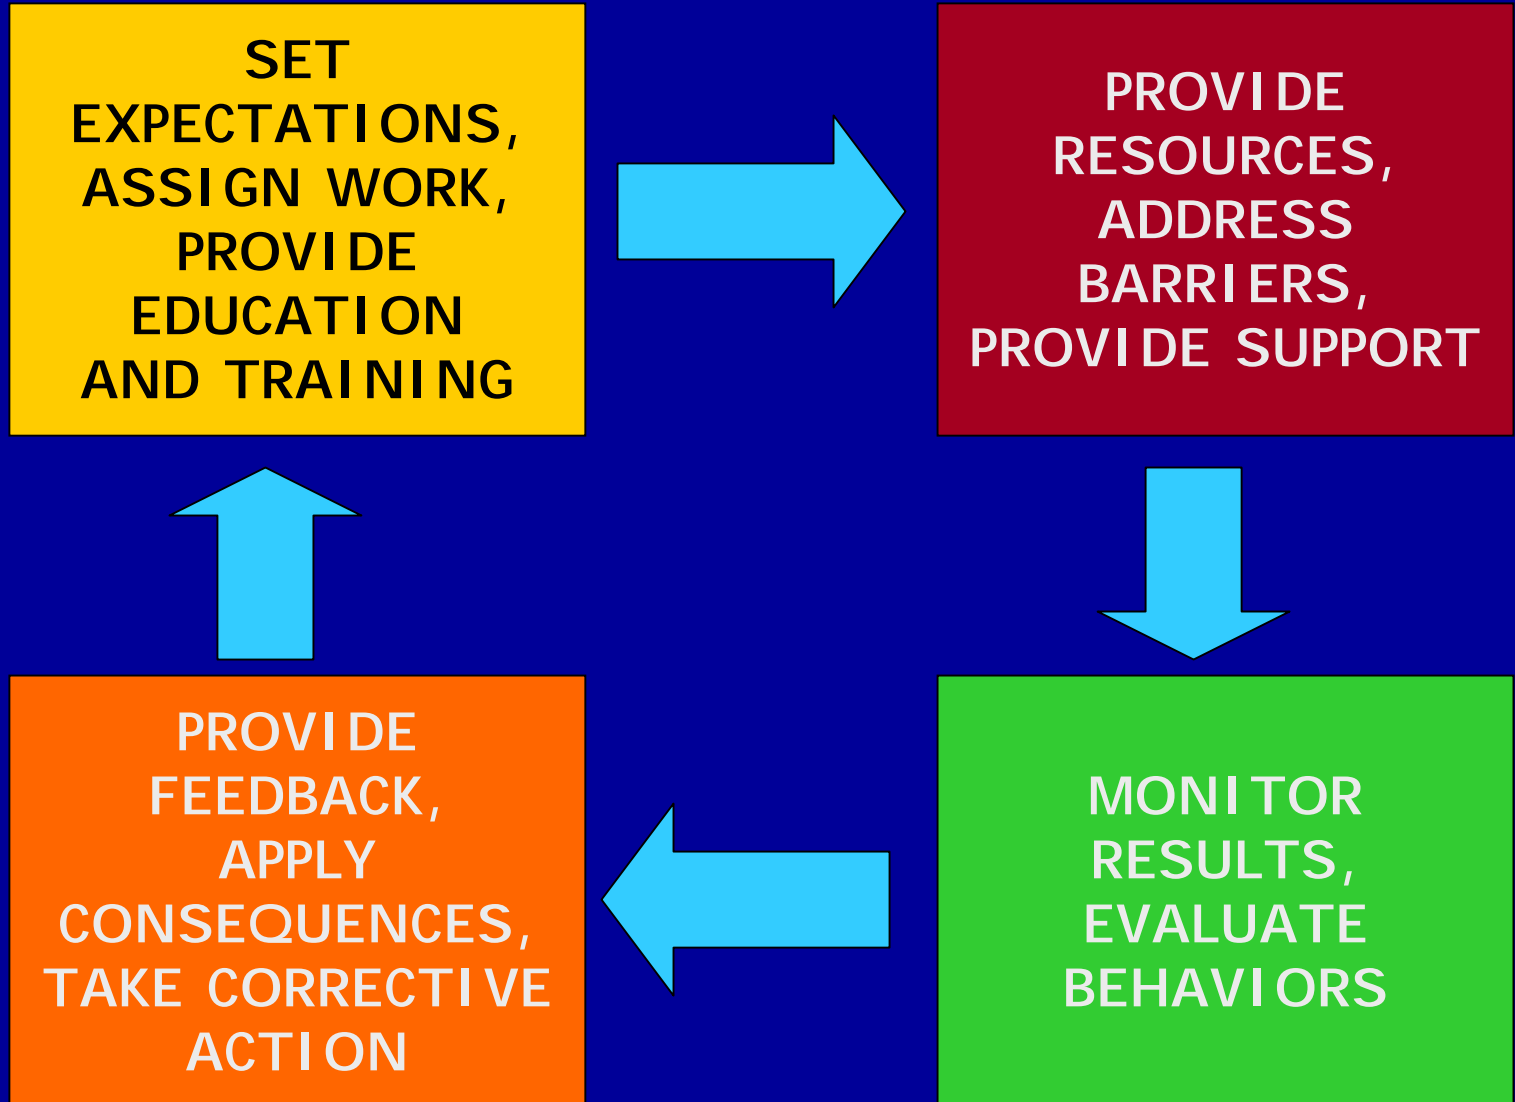 SET
EXPECTATIONS,
ASSIGN WORK,
PROVIDE
EDUCATION
AND TRAINING
PROVIDE
RESOURCES,
ADDRESS
BARRIERS,
PROVIDE SUPPORT
MONITOR
RESULTS,
EVALUATE
BEHAVIORS
PROVIDE
FEEDBACK,
APPLY
CONSEQUENCES,
TAKE CORRECTIVE
ACTION